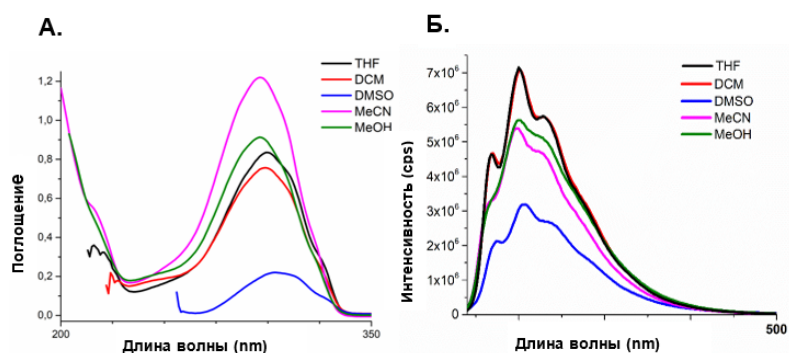 А.
Поглощение
1,2
1,0
0,8
0,6
0,4
0,2
0,0
200
350
Длина волны (nm)
THF
DCM
DMSO
MeCN
MeOH
Б.
Интенсивность (cps)
7x10⁶
6x10⁶
5x10⁶
4x10⁶
3x10⁶
2x10⁶
1x10⁶
0
500
Длина волны (nm)
THF
DCM
DMSO
MeCN
MeOH